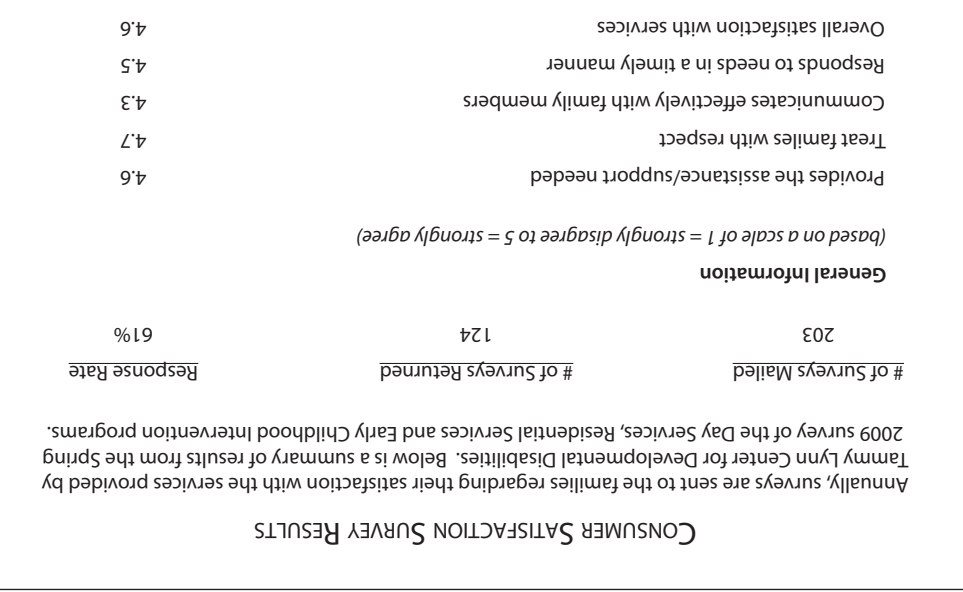 CONSUMER SATISFACTION SURVEY RESULTS
Annually, surveys are sent to the families regarding their satisfaction with the services provided by
Tammy Lynn Center for Developmental Disabilities. Below is a summary of results from the Spring
2009 survey of the Day Services, Residential Services and Early Childhood Intervention programs.
# of Surveys Mailed # of Surveys Returned Response Rate
203 124 61%
General Information
(based on a scale of 1 = strongly disagree to 5 = strongly agree)
Provides the assistance/support needed 4.6
Treat familes with respect 4.7
Communicates effectively with family members 4.3
Responds to needs in a timely manner 4.5
Overall satisfaction with services 4.6